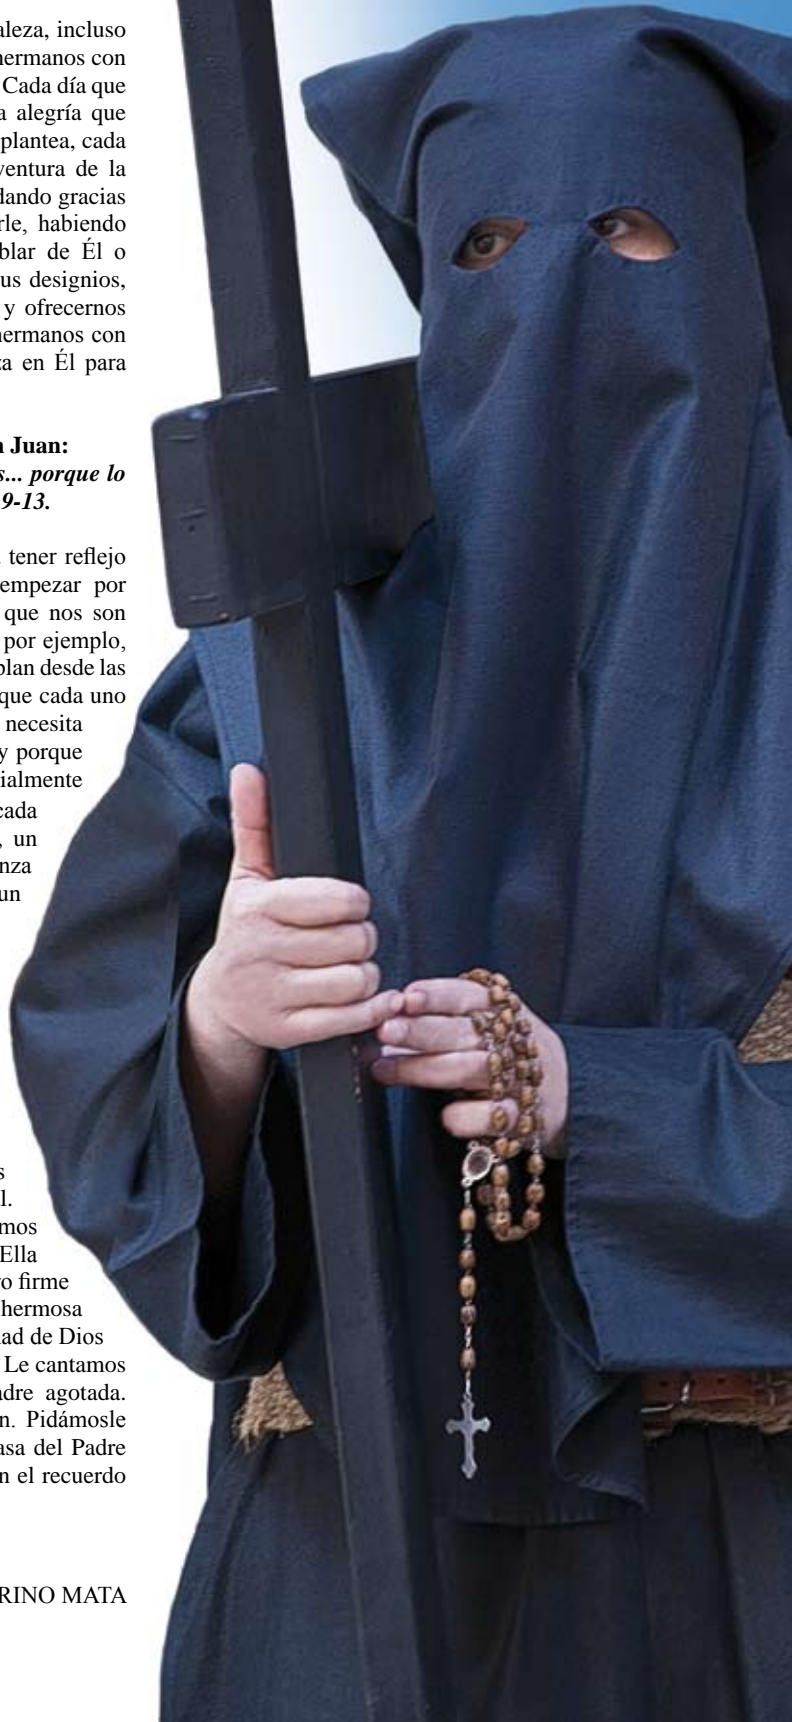 aleza, incluso
hermanos con
Cada día que
a alegría que
plantea, cada
ventura de la
dando gracias
rle, habiendo
blar de Él o
us designios,
y ofrecernos
hermanos con
za en Él para
n Juan:
s... porque lo
9-13.
tener reflejo
empezar por
que nos son
por ejemplo,
plan desde las
que cada uno
necesita
y porque
ialmente
cada
, un
nza
un
s
l.
mos
Ella
o firme
hermosa
ad de Dios
Le cantamos
adre agotada.
n. Pidámosle
asa del Padre
n el recuerdo
RINO MATA